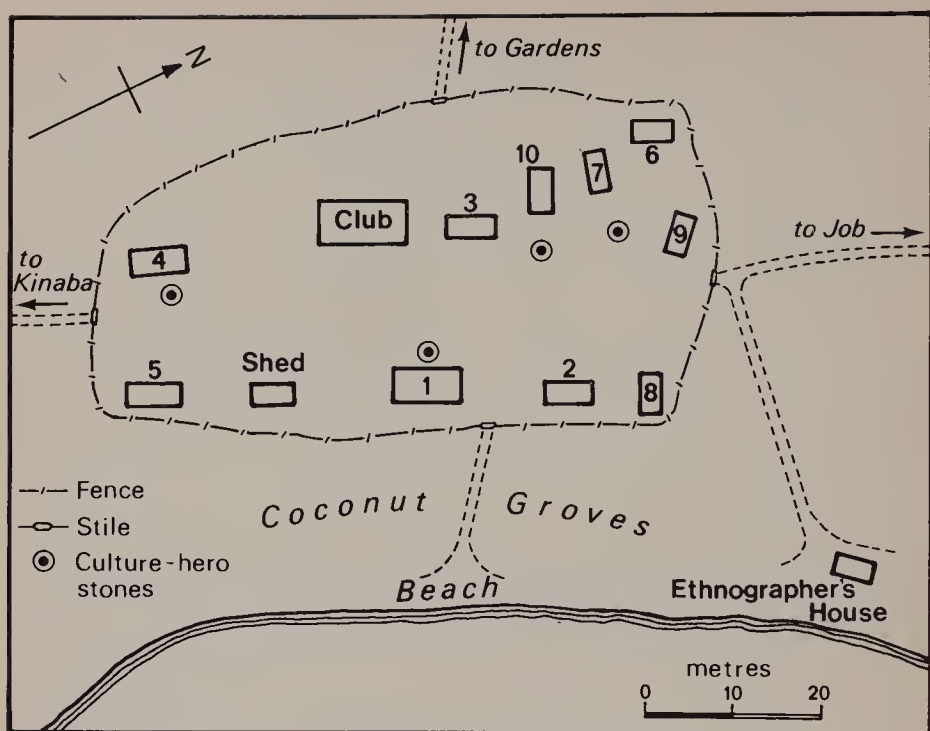 N
to Gardens
10
7
6
3
Club
9
to Job
4
to
Kinaba
5
Shed
1
2
8
Fence
Stile
Culture-hero
stones
Coconut Groves
Beach
Ethnographer's
House
metres
0 10 20